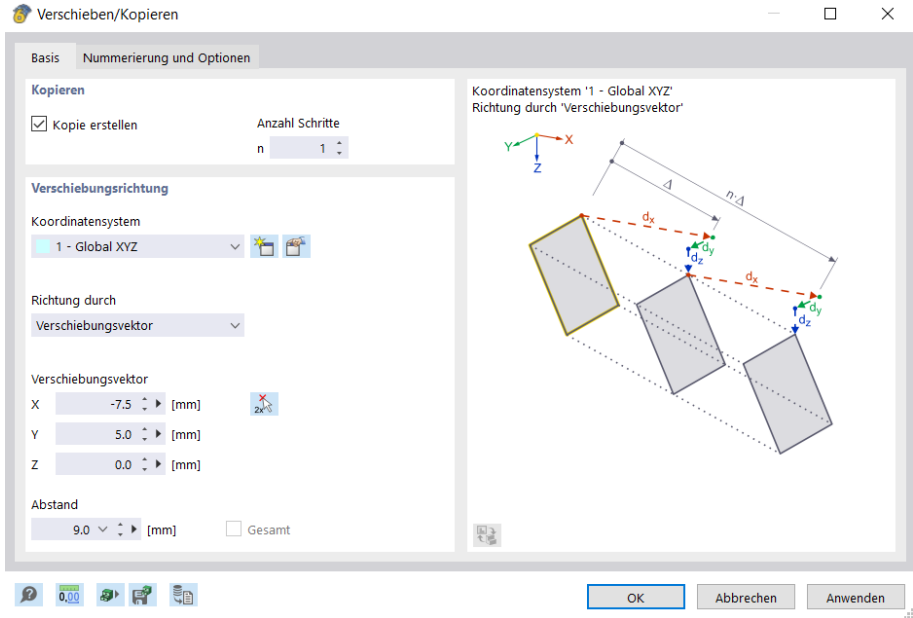 Verschieben/Kopieren
Basis Nummerierung und Optionen
Kopieren
Kopie erstellen
Anzahl Schritte
n 1
Verschiebungsrichtung
Koordinatensystem
1 - Global XYZ
Richtung durch
Verschiebungsvektor
Verschiebungsvektor
X -7.5 [mm]
2x
Y 5.0 [mm]
Z 0.0 [mm]
Abstand
9.0 [mm] Gesamt
Koordinatensystem '1 - Global XYZ'
Richtung durch 'Verschiebungsvektor'
Y X
Z
Δ
n·Δ
dx
dy
dz
dx
dy
dz
0,00
OK Abbrechen Anwenden